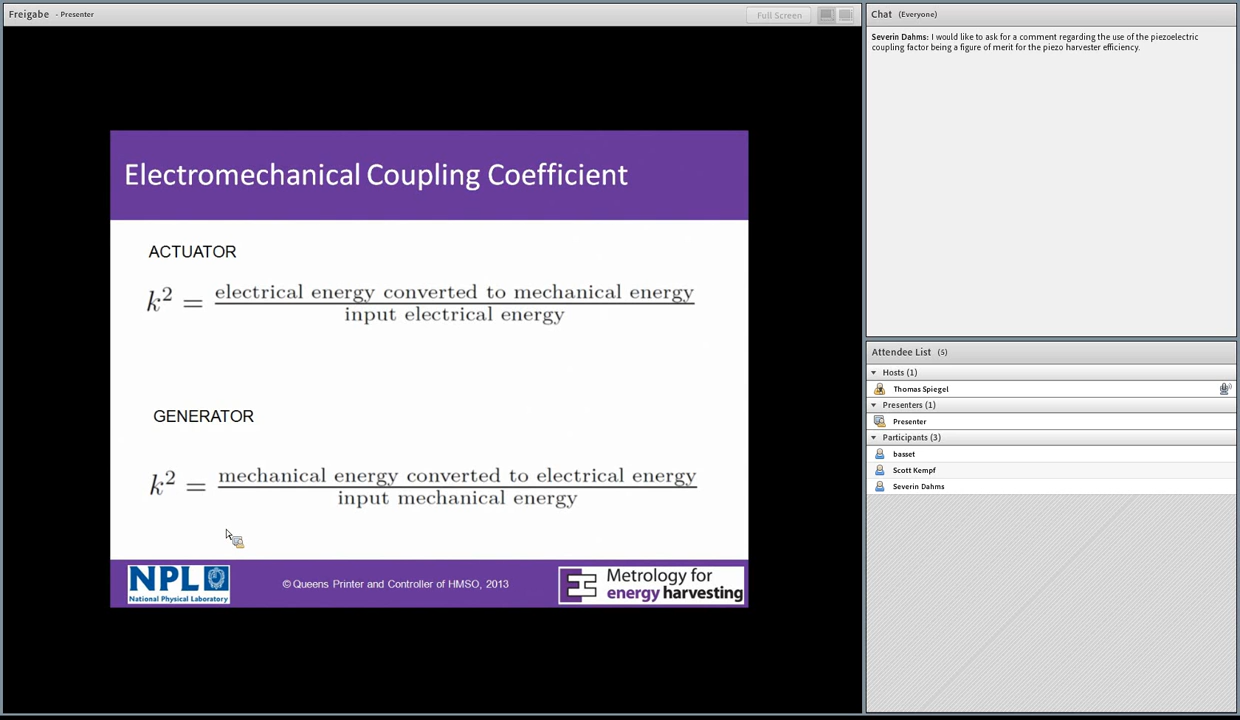 Freigabe - Presenter
Full Screen
Electromechanical Coupling Coefficient
ACTUATOR
k² = electrical energy converted to mechanical energy
input electrical energy
GENERATOR
k² = mechanical energy converted to electrical energy
input mechanical energy
NPL
National Physical Laboratory
© Queens Printer and Controller of HMSO, 2013
Metrology for
energy harvesting
Chat (Everyone)
Severin Dahms: I would like to ask for a comment regarding the use of the piezoelectric
coupling factor being a figure of merit for the piezo harvester efficiency.
Attendee List (5)
Hosts (1)
Thomas Spiegel
Presenters (1)
Presenter
Participants (3)
basset
Scott Kempf
Severin Dahms